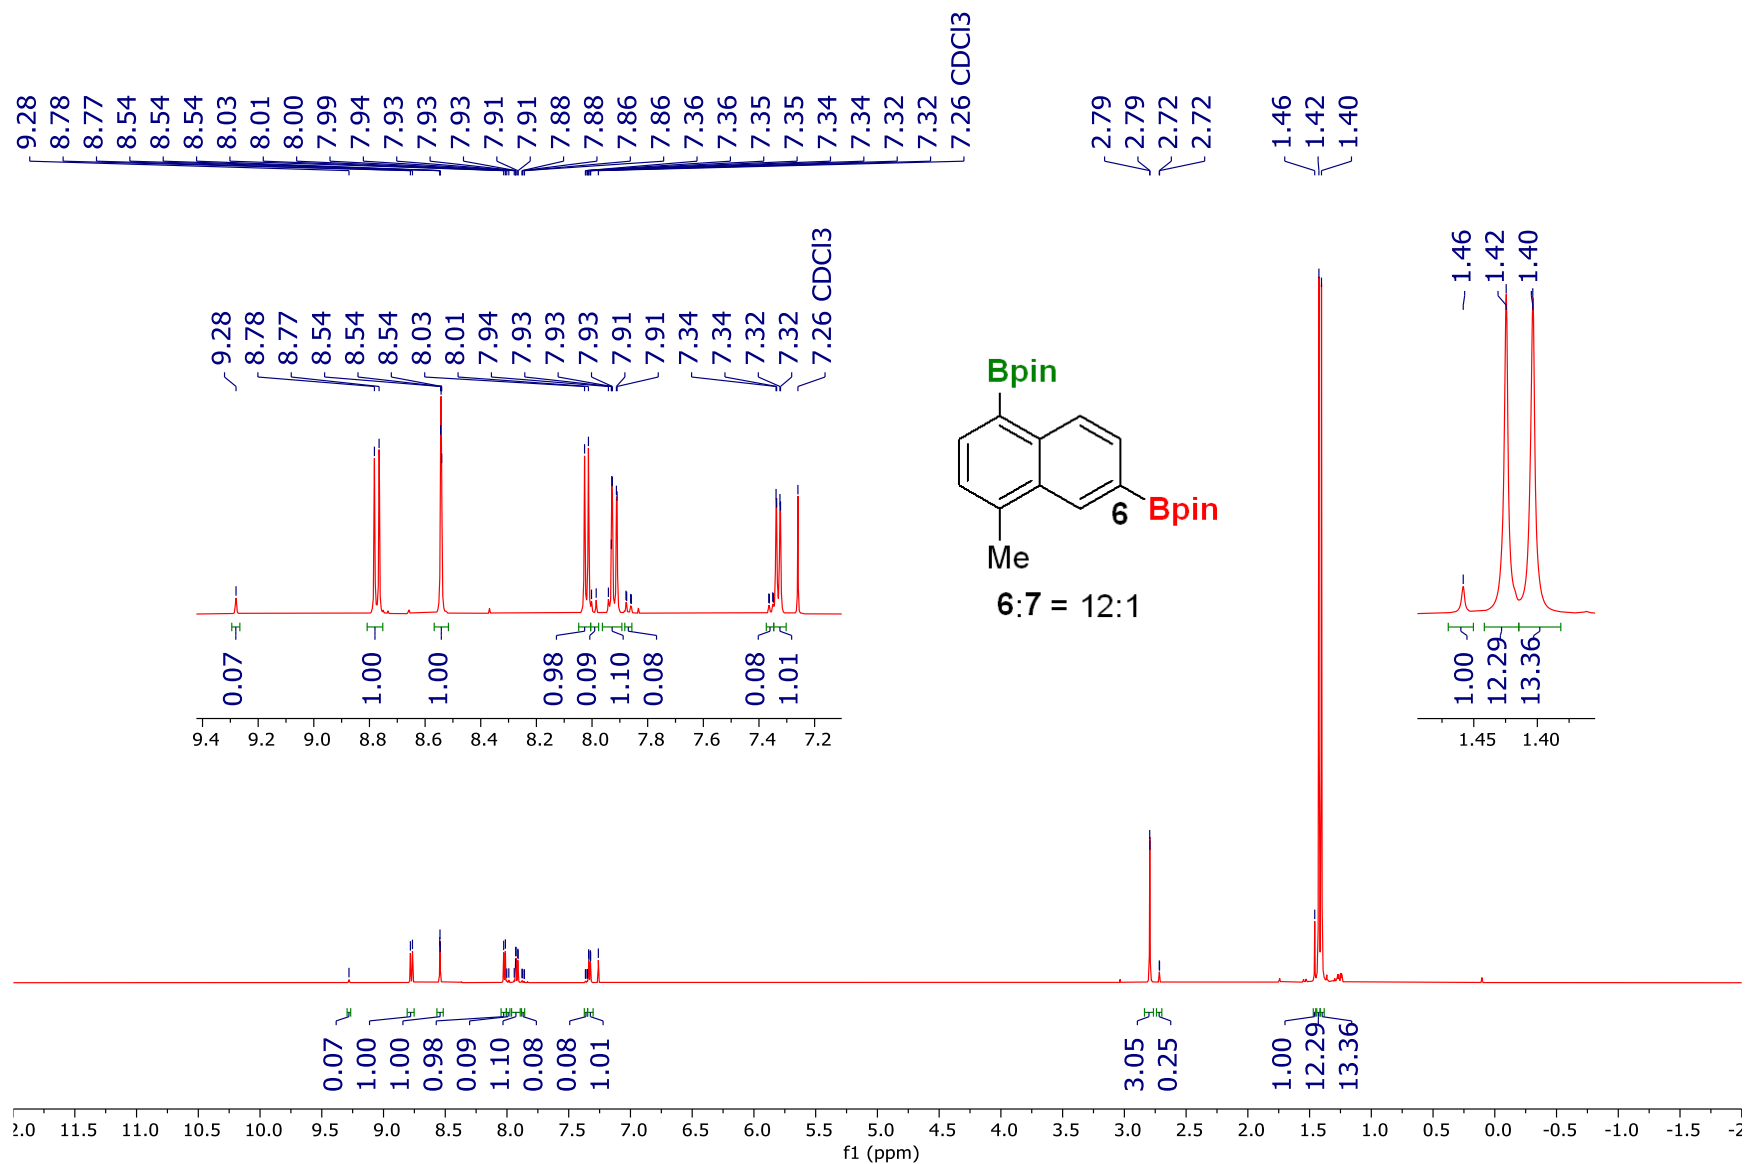 9.28 8.78 8.77 8.54 8.54 8.54 8.03 8.01 8.00 7.99 7.94 7.93 7.93 7.93 7.91 7.91 7.88 7.88 7.86 7.86 7.36 7.36 7.35 7.35 7.34 7.34 7.32 7.32 7.26 CDCl3 2.79 2.79 2.72 2.72 1.46 1.42 1.40
9.28 8.78 8.77 8.54 8.54 8.54 8.03 8.01 7.94 7.93 7.93 7.93 7.91 7.91 7.34 7.34 7.32 7.32 7.26 CDCl3
1.46 1.42 1.40
Bpin
6 Bpin
Me
6:7 = 12:1
0.07 1.00 1.00 0.98 0.09 1.10 0.08 0.08 1.01
9.4 9.2 9.0 8.8 8.6 8.4 8.2 8.0 7.8 7.6 7.4 7.2
1.00 12.29 13.36
1.45 1.40
0.07 1.00 1.00 0.98 0.09 1.10 0.08 0.08 1.01 3.05 0.25 1.00 12.29 13.36
2.0 11.5 11.0 10.5 10.0 9.5 9.0 8.5 8.0 7.5 7.0 6.5 6.0 5.5 5.0 4.5 4.0 3.5 3.0 2.5 2.0 1.5 1.0 0.5 0.0 -0.5 -1.0 -1.5 -2
f1 (ppm)